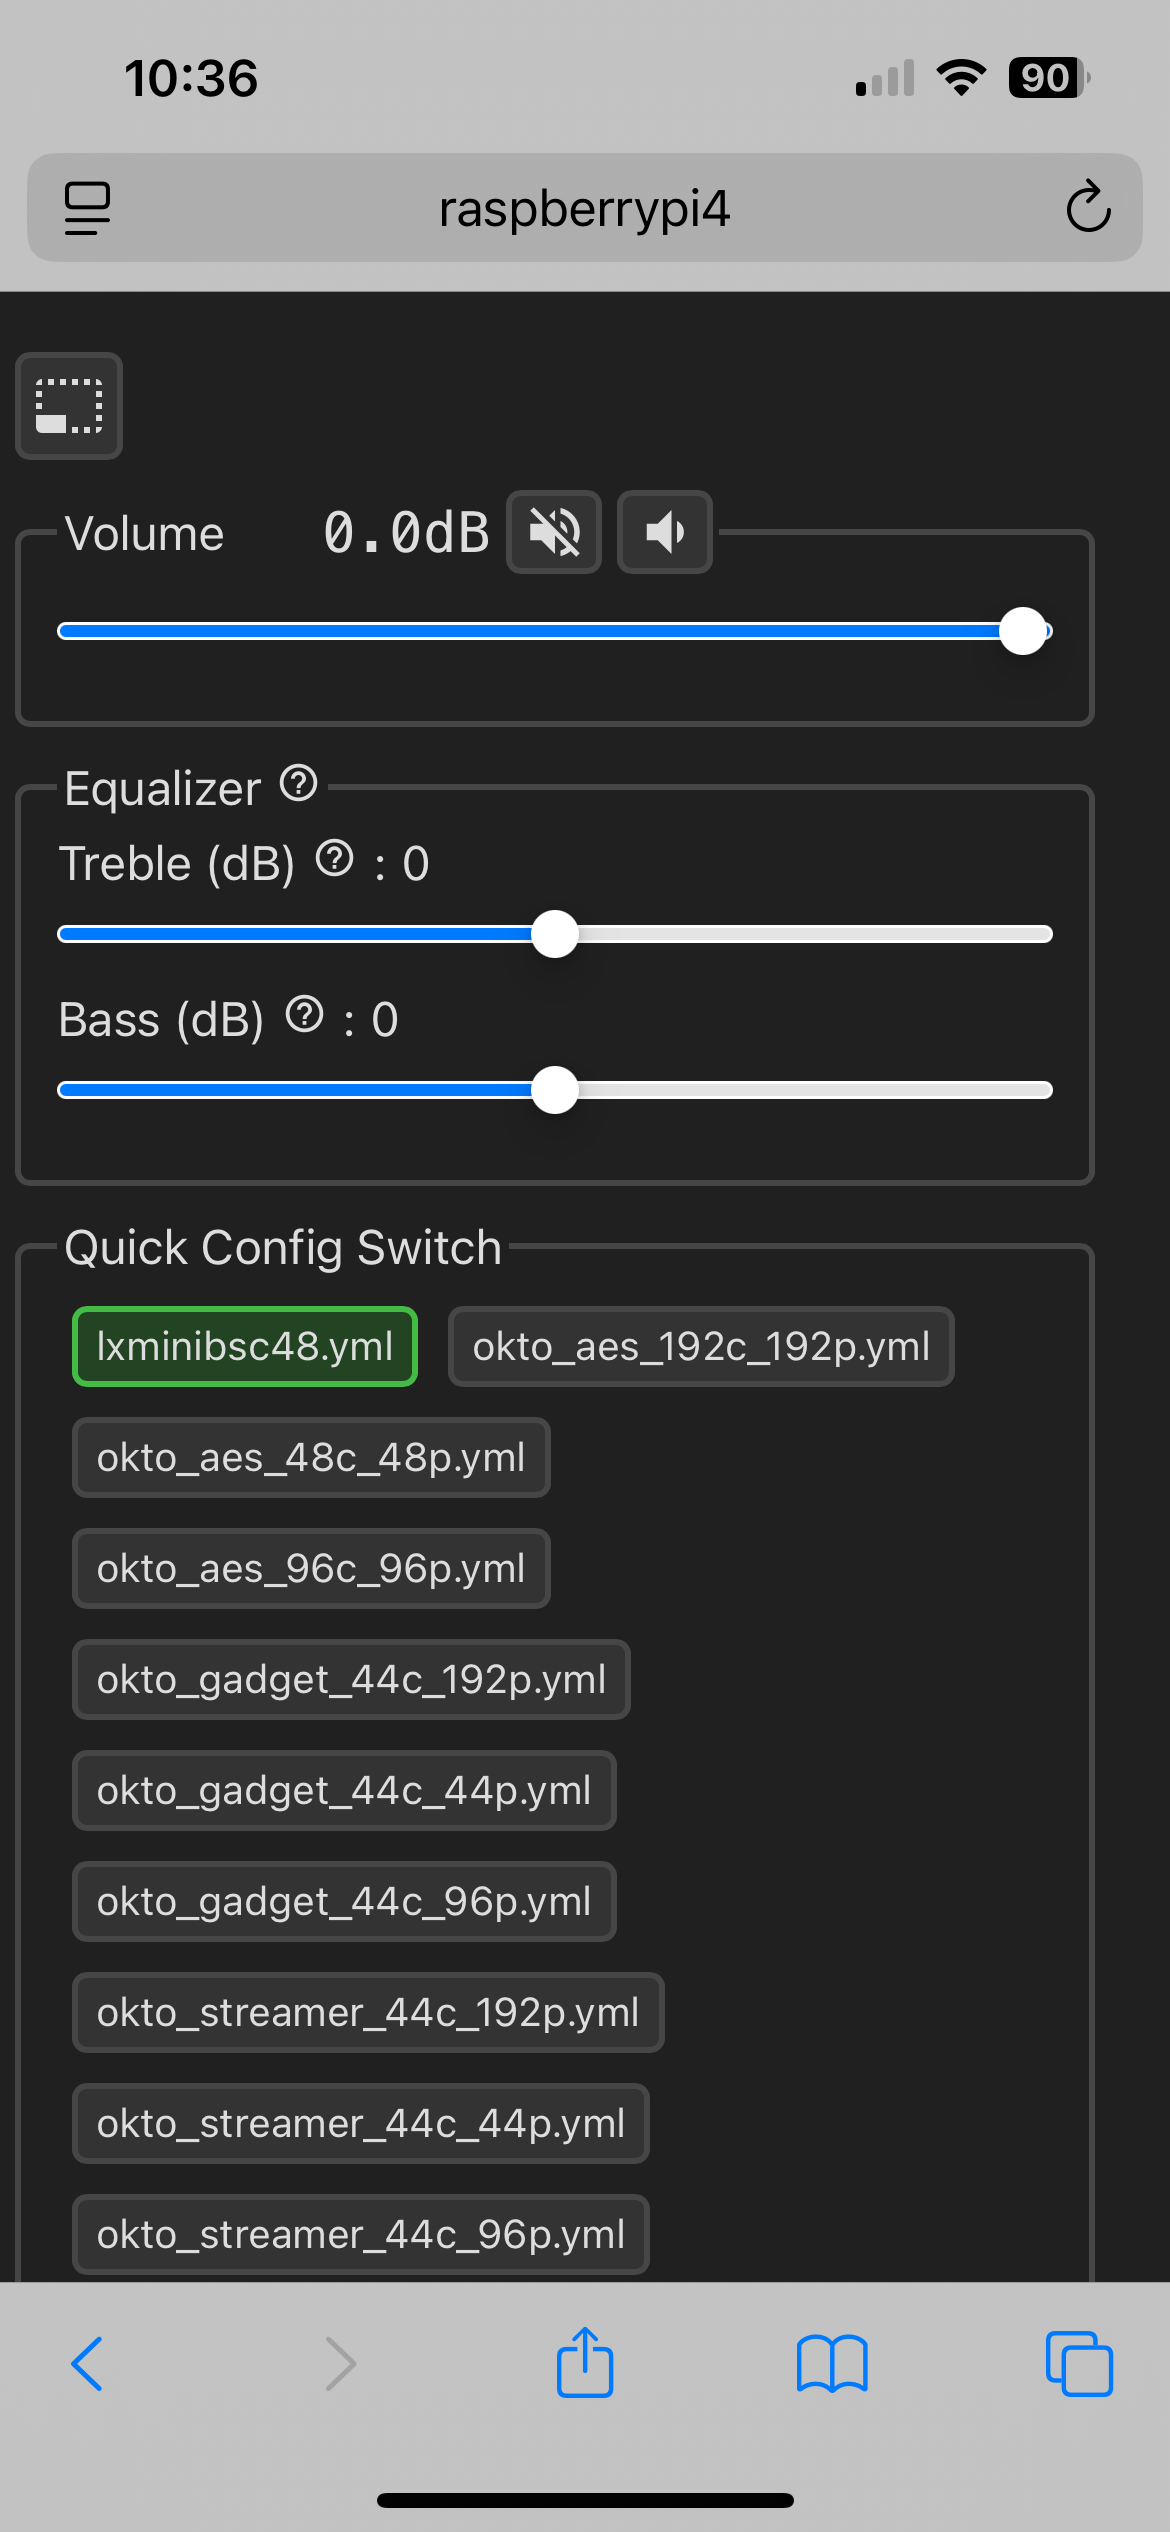 10:36
90
raspberrypi4
Volume 0.0dB
Equalizer ?
Treble (dB) ? : 0
Bass (dB) ? : 0
Quick Config Switch
lxminibsc48.yml okto_aes_192c_192p.yml
okto_aes_48c_48p.yml
okto_aes_96c_96p.yml
okto_gadget_44c_192p.yml
okto_gadget_44c_44p.yml
okto_gadget_44c_96p.yml
okto_streamer_44c_192p.yml
okto_streamer_44c_44p.yml
okto_streamer_44c_96p.yml